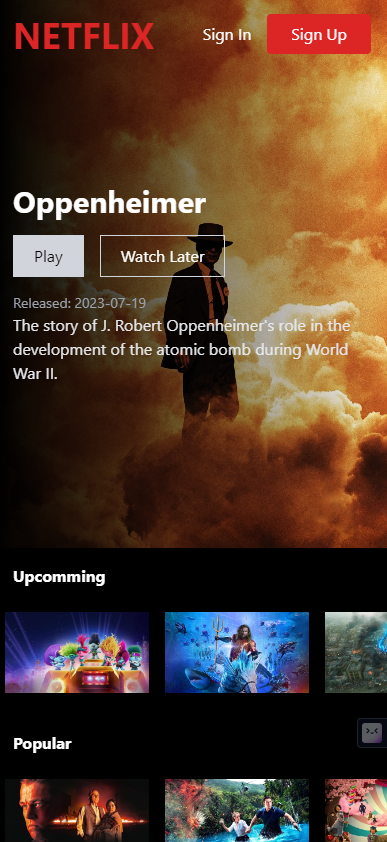 NETFLIX
Sign In
Sign Up
Oppenheimer
Play
Watch Later
Released: 2023-07-19
The story of J. Robert Oppenheimer's role in the
development of the atomic bomb during World
War II.
Upcomming
Popular